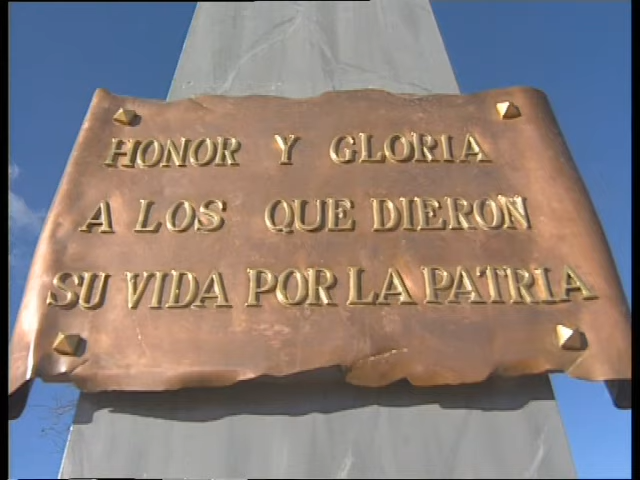 HONOR Y GLORIA
A LOS QUE DIERON
SU VIDA POR LA PATRIA